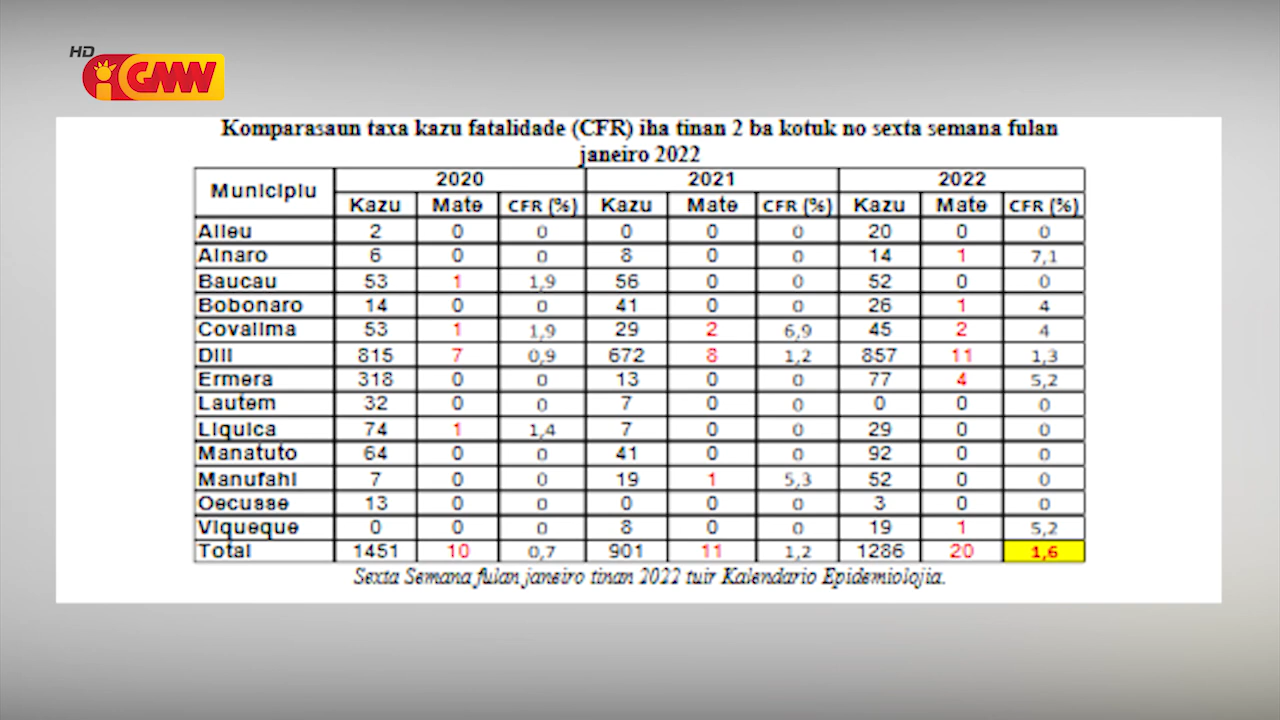 HD
GMN
Komparasaun taxa kazu fatalidade (CFR) iha tinan 2 ba kotuk no sexta semana fulan
janeiro 2022
Municipiu 2020 2021 2022
Kazu Mate CFR (%) Kazu Mate CFR (%) Kazu Mate CFR (%)
Aileu 2 0 0 0 0 0 20 0 0
Ainaro 6 0 0 8 0 0 14 1 7,1
Baucau 53 1 1,9 56 0 0 52 0 0
Bobonaro 14 0 0 41 0 0 26 1 4
Covalima 53 1 1,9 29 2 6,9 45 2 4
Dili 815 7 0,9 672 8 1,2 857 11 1,3
Ermera 318 0 0 13 0 0 77 4 5,2
Lautem 32 0 0 7 0 0 0 0 0
Liquica 74 1 1,4 7 0 0 29 0 0
Manatuto 64 0 0 41 0 0 92 0 0
Manufahi 7 0 0 19 1 5,3 52 0 0
Oecusse 13 0 0 0 0 0 3 0 0
Viqueque 0 0 0 8 0 0 19 1 5,2
Total 1451 10 0,7 901 11 1,2 1286 20 1,6
Sexta Semana fulan janeiro tinan 2022 tuir Kalendario Epidemiolojia.